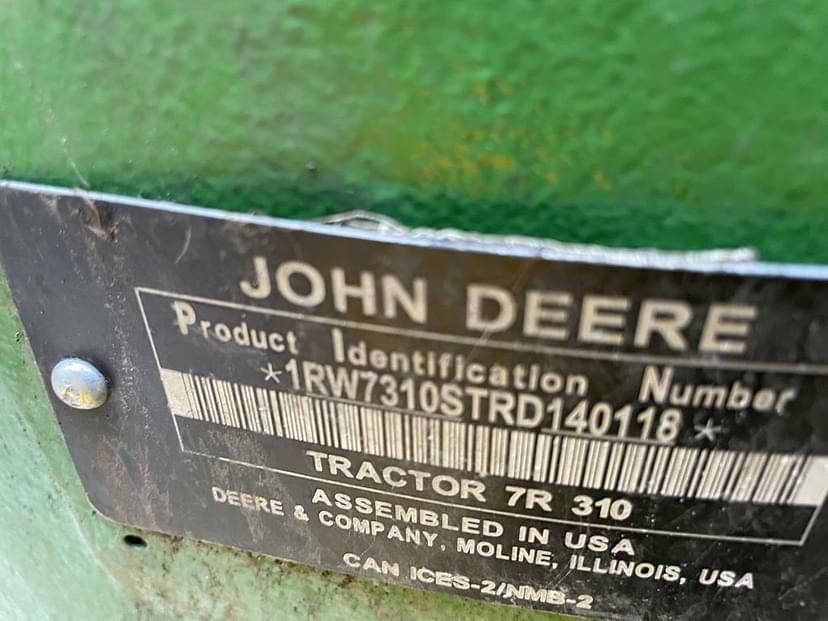 JOHN DEERE
Product Identification Number
*1RW7310STRD140118*
TRACTOR 7R 310
ASSEMBLED IN USA
DEERE & COMPANY, MOLINE, ILLINOIS, USA
CAN ICES-2/NMB-2